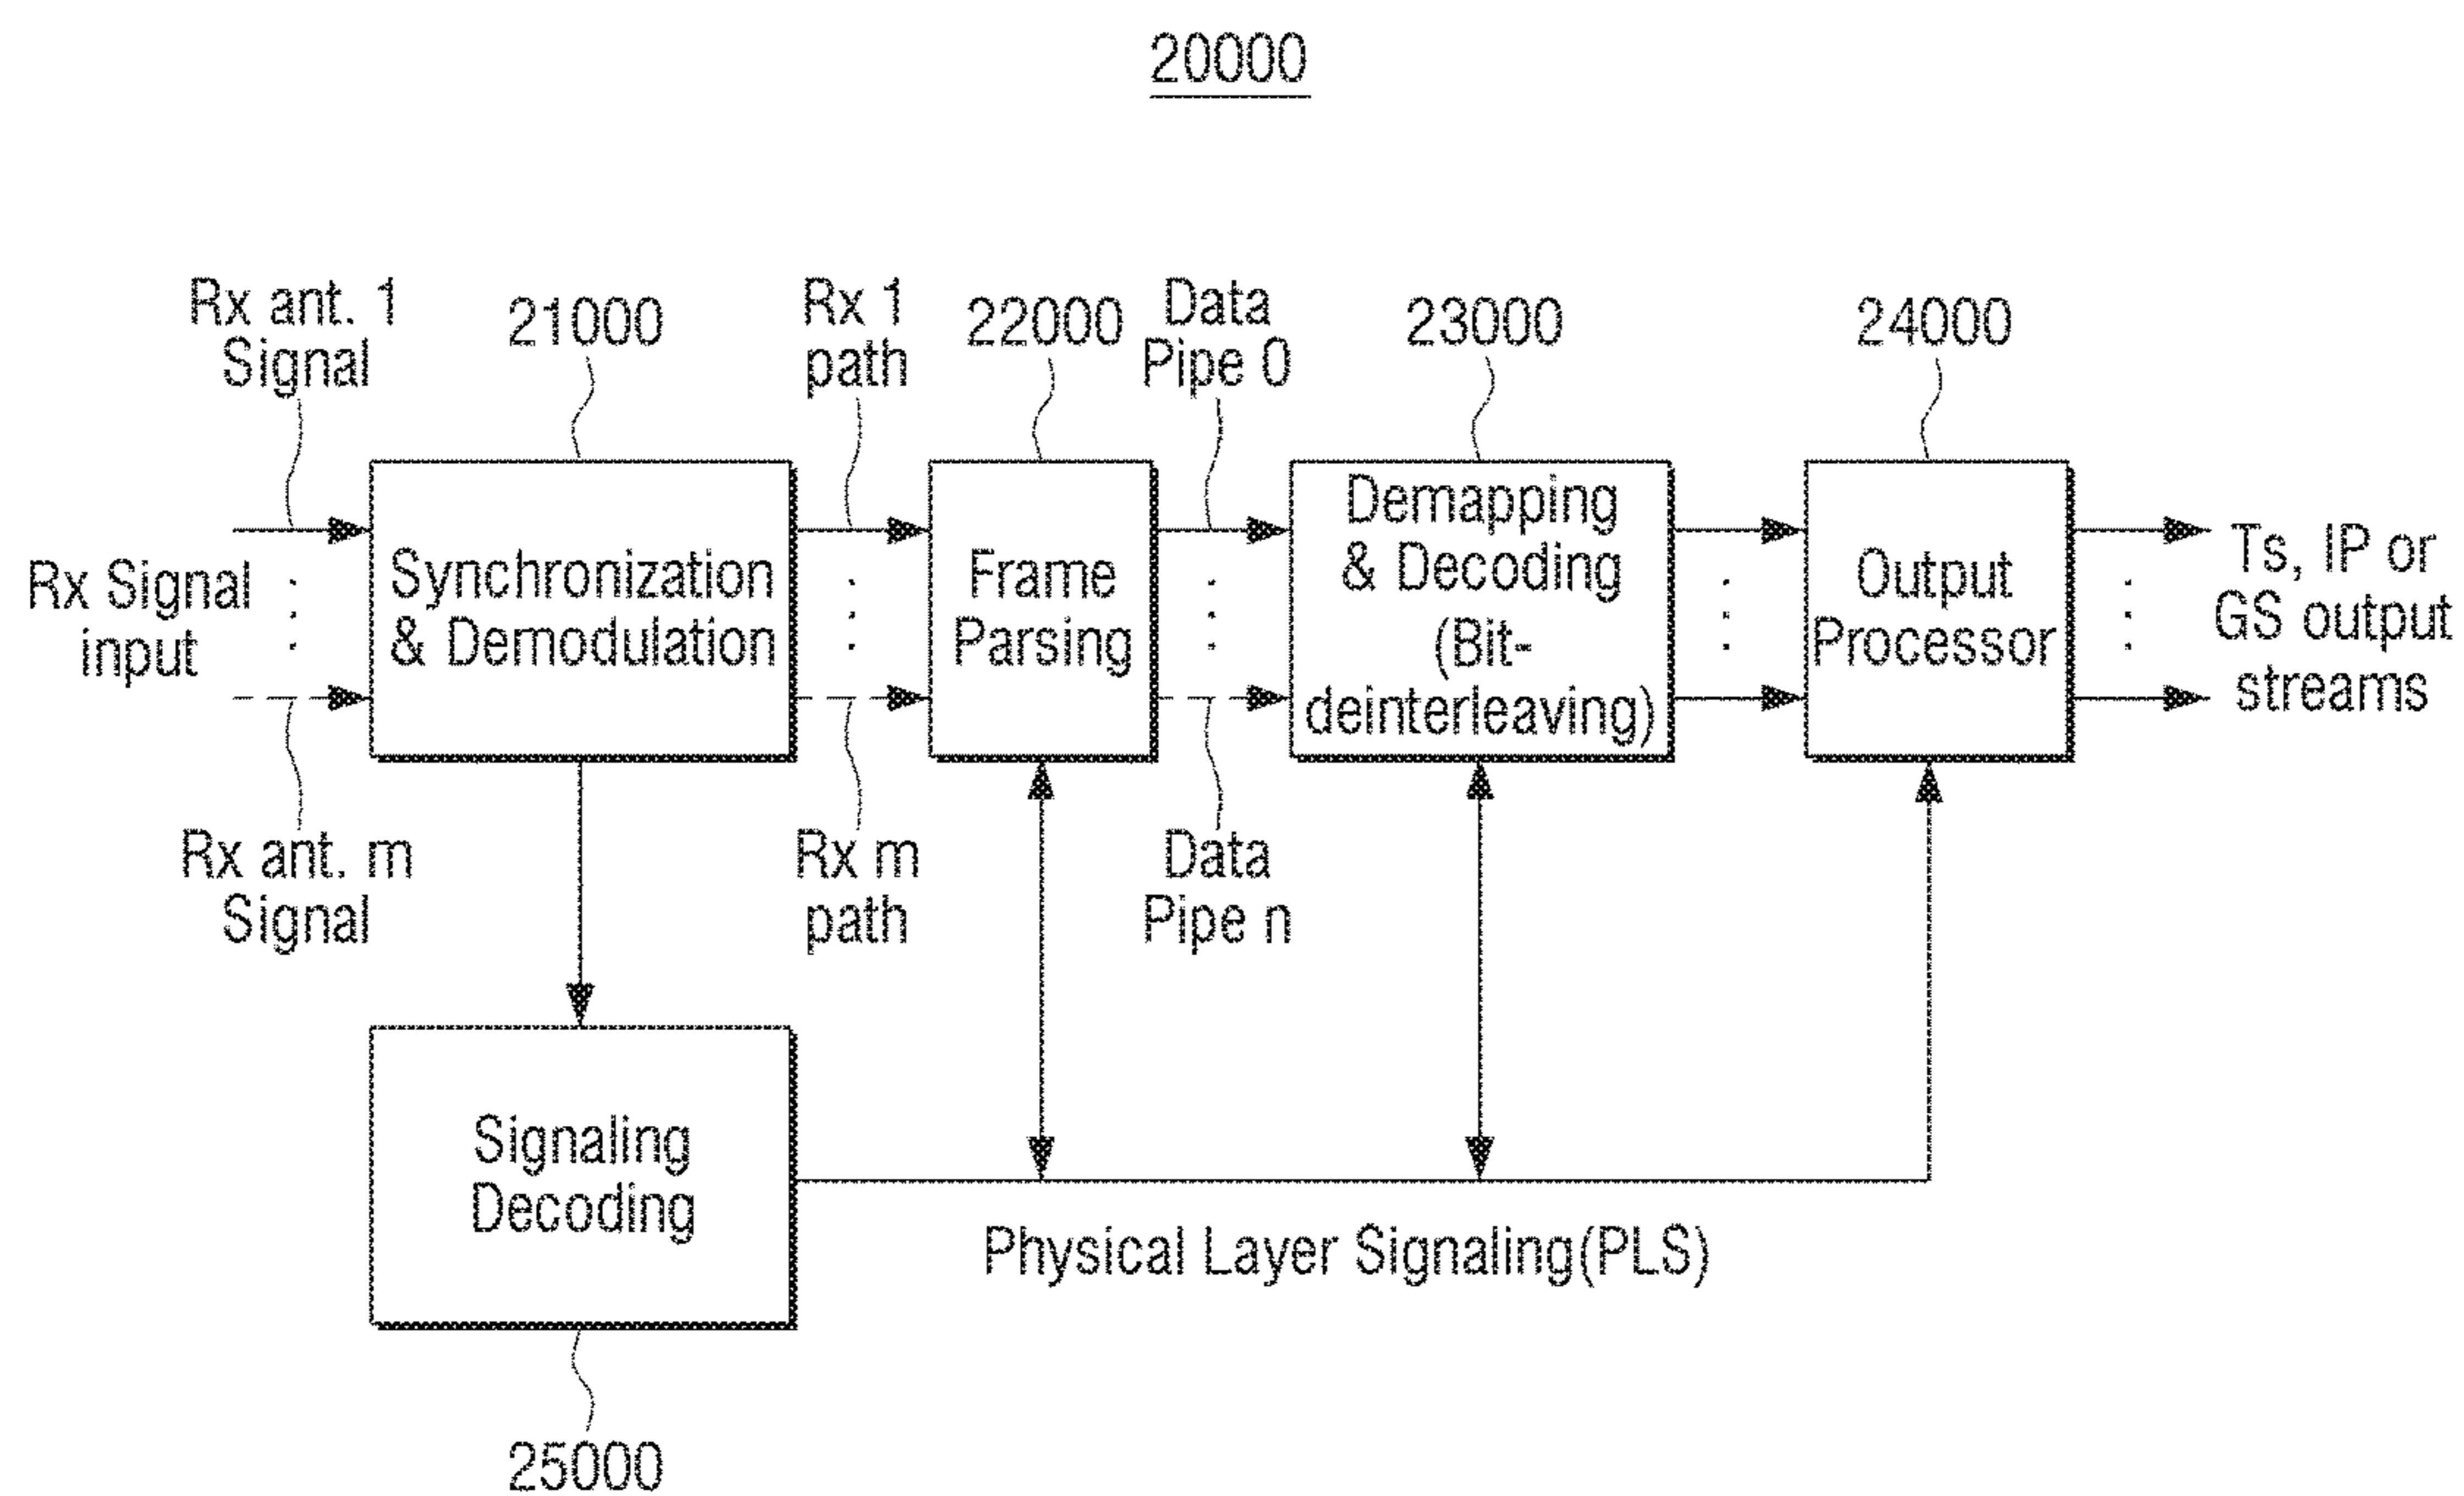 20000
Rx ant. 1
Signal
21000
Rx 1
path
22000
Data
Pipe 0
23000
24000
Rx Signal
input
Synchronization
& Demodulation
Frame
Parsing
Demapping
& Decoding
(Bit-
deinterleaving)
Output
Processor
Ts, IP or
GS output
streams
Rx ant. m
Signal
Rx m
path
Data
Pipe n
Signaling
Decoding
Physical Layer Signaling(PLS)
25000